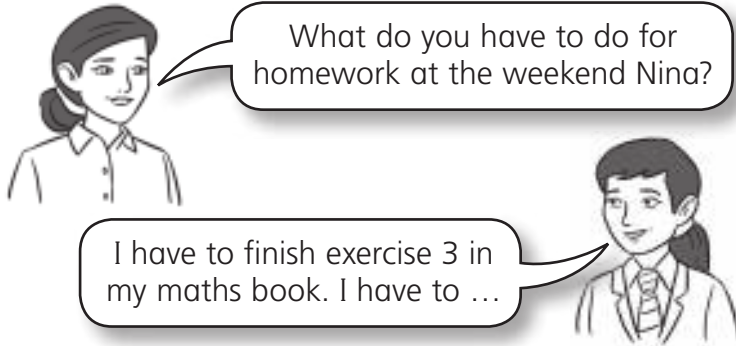 What do you have to do for
homework at the weekend Nina?
I have to finish exercise 3 in
my maths book. I have to …